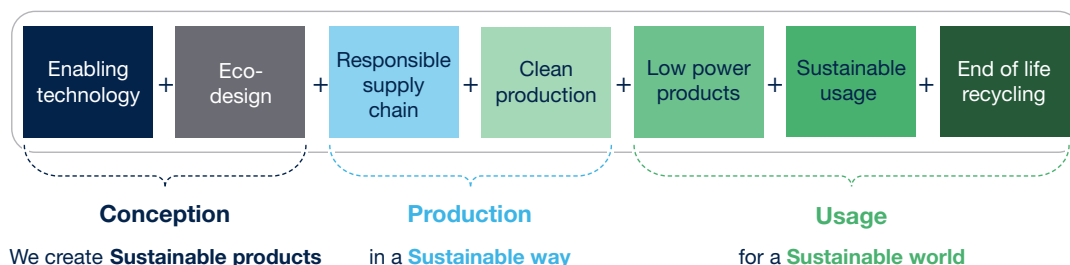 Enabling
technology
+
Eco-
design
+
Responsible
supply
chain
+
Clean
production
+
Low power
products
+
Sustainable
usage
+
End of life
recycling
Conception
Production
Usage
We create Sustainable products
in a Sustainable way
for a Sustainable world